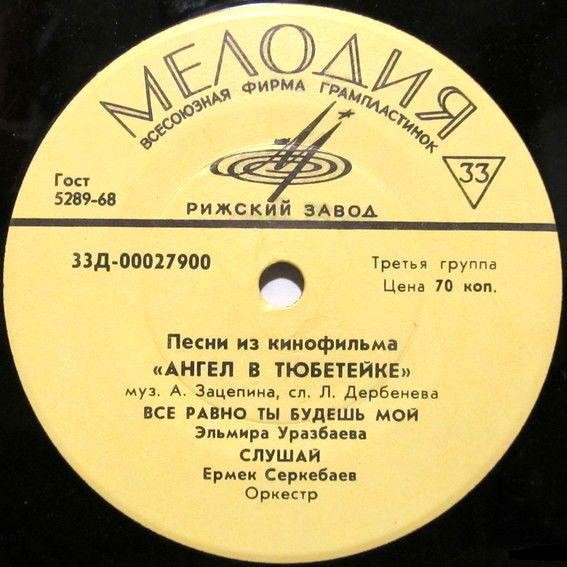 МЕЛОДИЯ
ВСЕСОЮЗНАЯ ФИРМА ГРАМПЛАСТИНОК
Гост
5289-68
33
РИЖСКИЙ ЗАВОД
33Д-00027900
Третья группа
Цена 70 коп.
Песни из кинофильма
«АНГЕЛ В ТЮБЕТЕЙКЕ»
муз. А. Зацепина, сл. Л. Дербенева
ВСЕ РАВНО ТЫ БУДЕШЬ МОЙ
Эльмира Уразбаева
СЛУШАЙ
Ермек Серкебаев
Оркестр